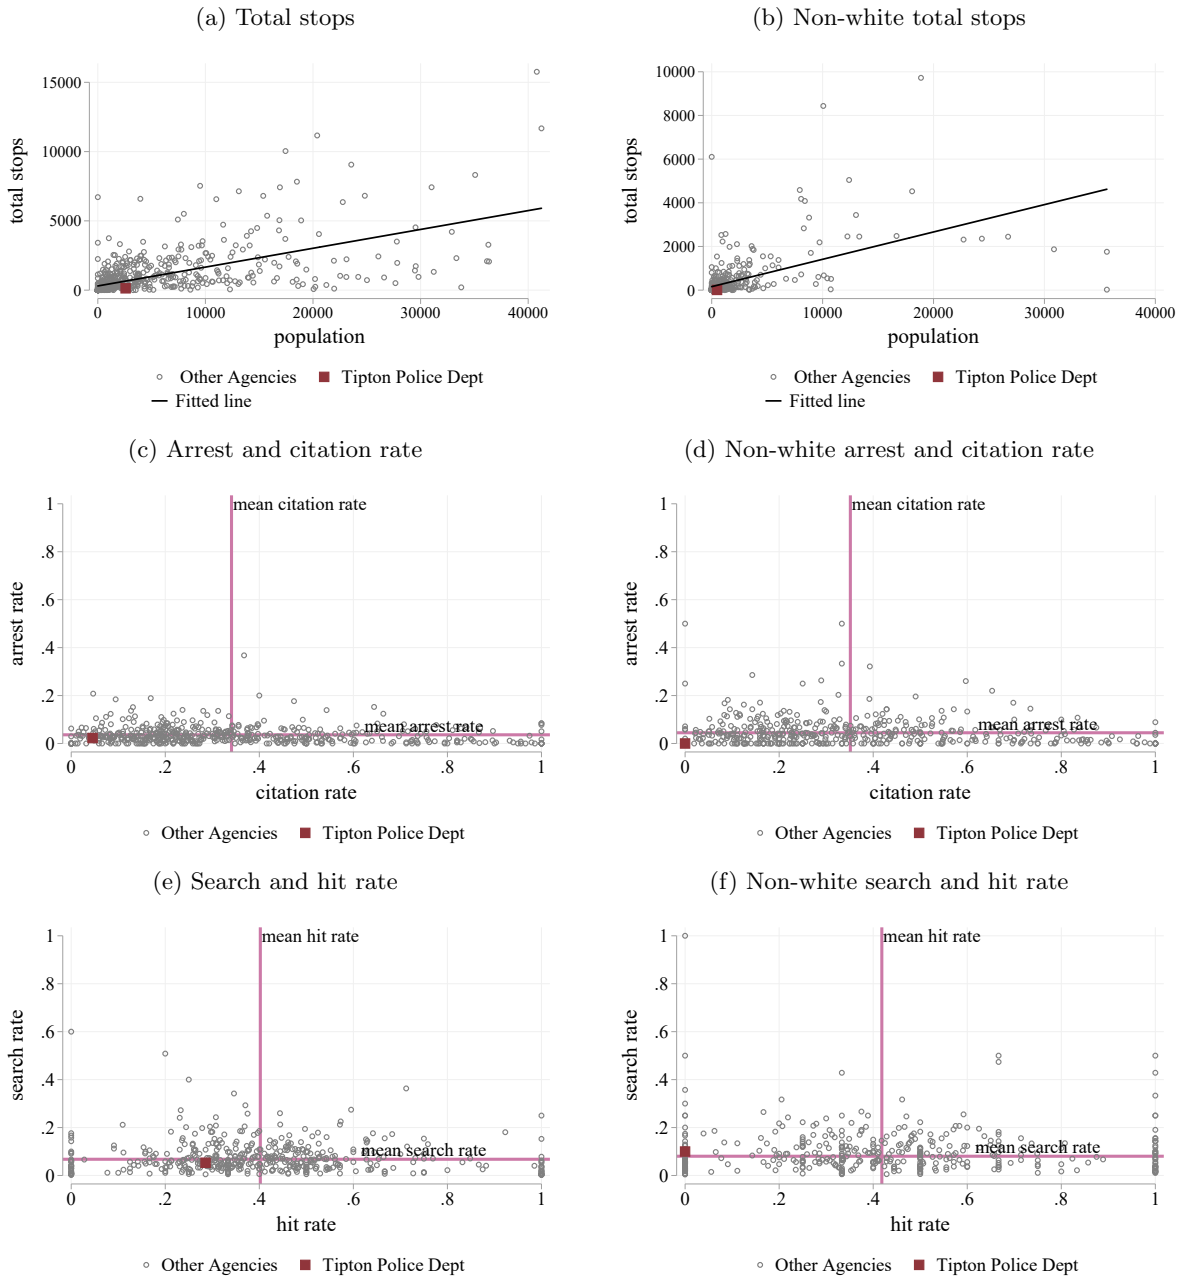 (a) Total stops
(b) Non-white total stops
total stops
15000
10000
5000
0
0 10000 20000 30000 40000
population
Other Agencies Tipton Police Dept
Fitted line
total stops
10000
8000
6000
4000
2000
0
0 10000 20000 30000 40000
population
Other Agencies Tipton Police Dept
Fitted line
(c) Arrest and citation rate
(d) Non-white arrest and citation rate
arrest rate
1
.8
.6
.4
.2
0
mean citation rate
mean arrest rate
0 .2 .4 .6 .8 1
citation rate
Other Agencies Tipton Police Dept
arrest rate
1
.8
.6
.4
.2
0
mean citation rate
mean arrest rate
0 .2 .4 .6 .8 1
citation rate
Other Agencies Tipton Police Dept
(e) Search and hit rate
(f) Non-white search and hit rate
search rate
1
.8
.6
.4
.2
0
mean hit rate
mean search rate
0 .2 .4 .6 .8 1
hit rate
Other Agencies Tipton Police Dept
search rate
1
.8
.6
.4
.2
0
mean hit rate
mean search rate
0 .2 .4 .6 .8 1
hit rate
Other Agencies Tipton Police Dept